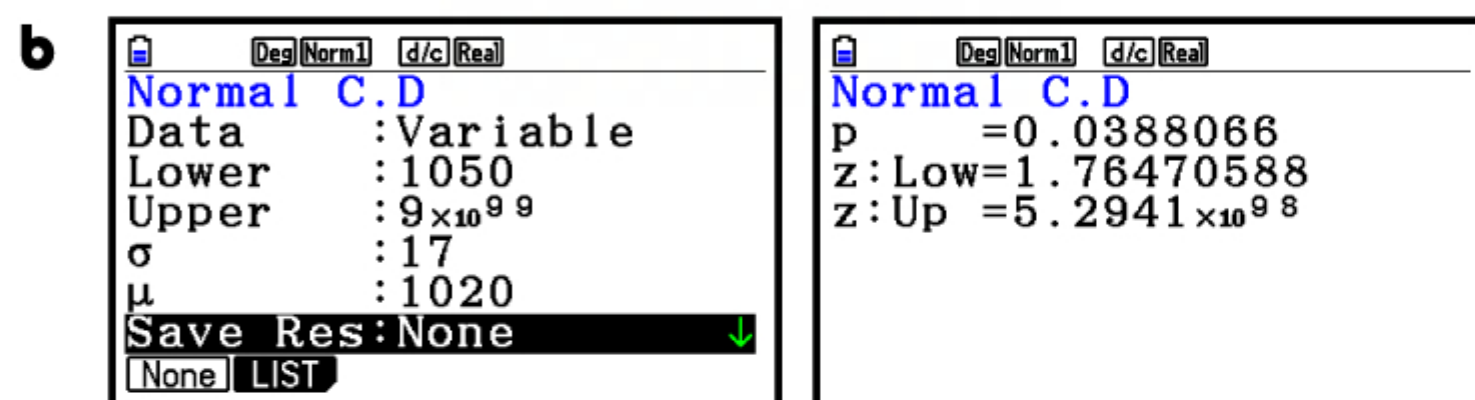 b
Deg Norm1 d/c Real
Normal C.D
Data :Variable
Lower :1050
Upper :9×10⁹⁹
σ :17
μ :1020
Save Res:None ↓
None LIST
Deg Norm1 d/c Real
Normal C.D
p =0.0388066
z:Low=1.76470588
z:Up =5.2941×10⁹⁸